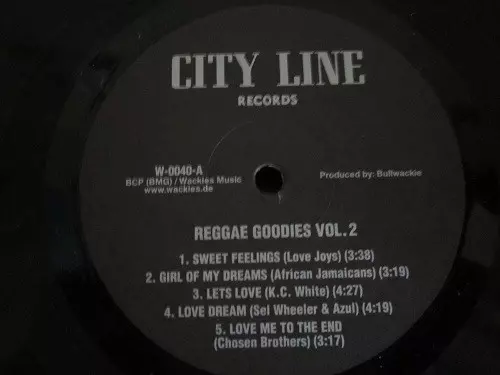 CITY LINE
RECORDS
W-0040-A
BCP (BMG) / Wackies Music
www.wackies.de
Produced by: Bullwackie
REGGAE GOODIES VOL. 2
1. SWEET FEELINGS (Love Joys) (3:38)
2. GIRL OF MY DREAMS (African Jamaicans) (3:19)
3. LETS LOVE (K.C. White) (4:27)
4. LOVE DREAM (Sel Wheeler & Azul) (4:19)
5. LOVE ME TO THE END
(Chosen Brothers) (3:17)